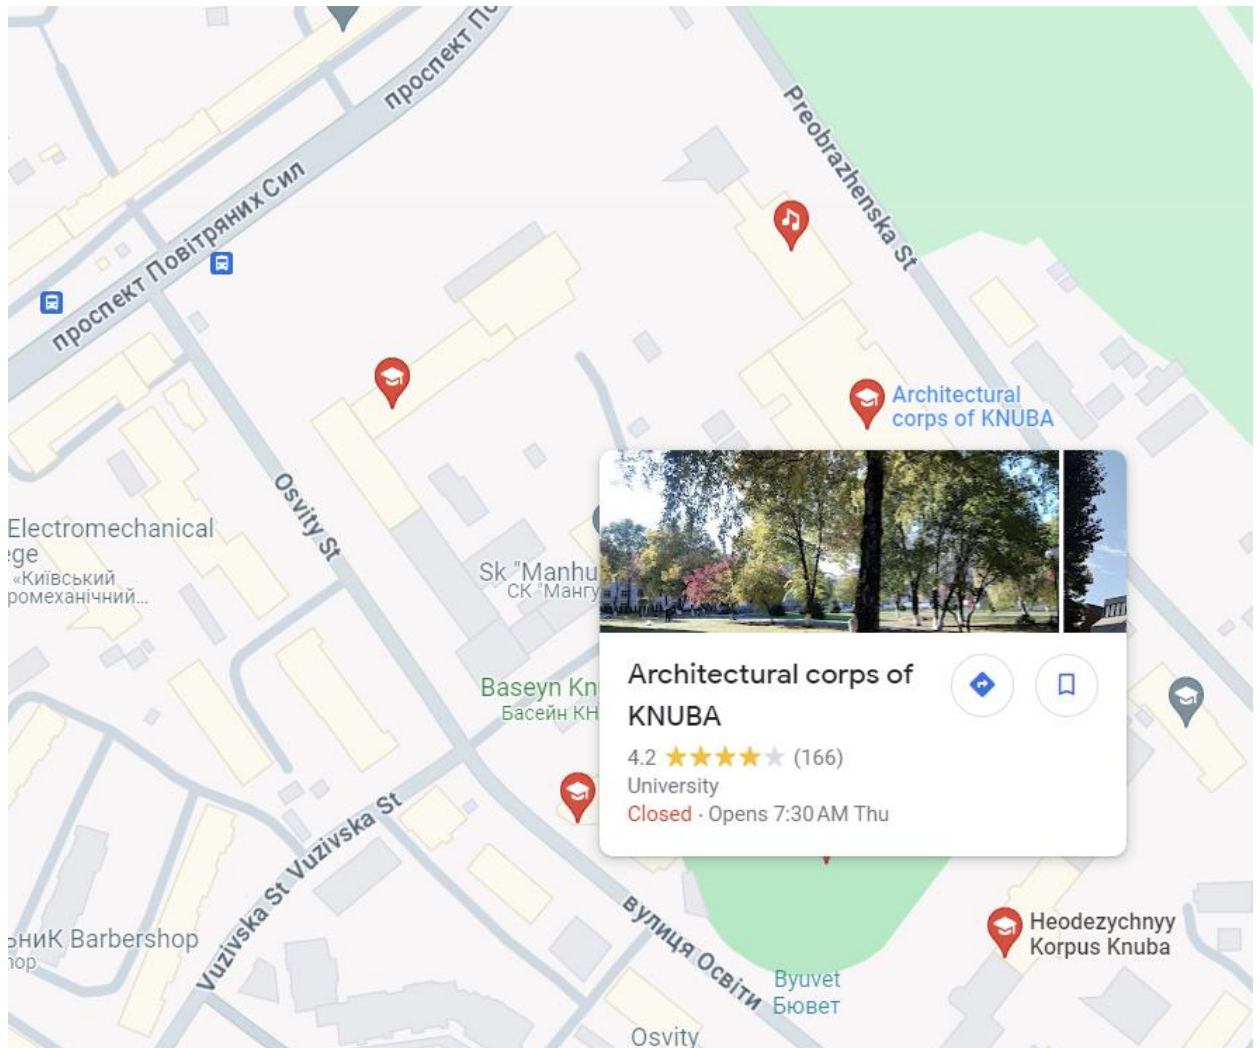 проспект По
Preobrazhenska St
проспект Повітряних Сил
Architectural
corps of KNUBA
Osvity St
Electromechanical
ege
«Київський
ромеханічний...
Sk "Manhu
СК "Мангу
Baseyn Kn
Басейн КН
Architectural corps of
KNUBA
4.2 (166)
University
Closed · Opens 7:30 AM Thu
Vuzivska St Vuzivska St
ьниК Barbershop
hop
вулиця Освіти
Heodezychnyy
Korpus Knuba
Byuvet
Бювет
Osvity